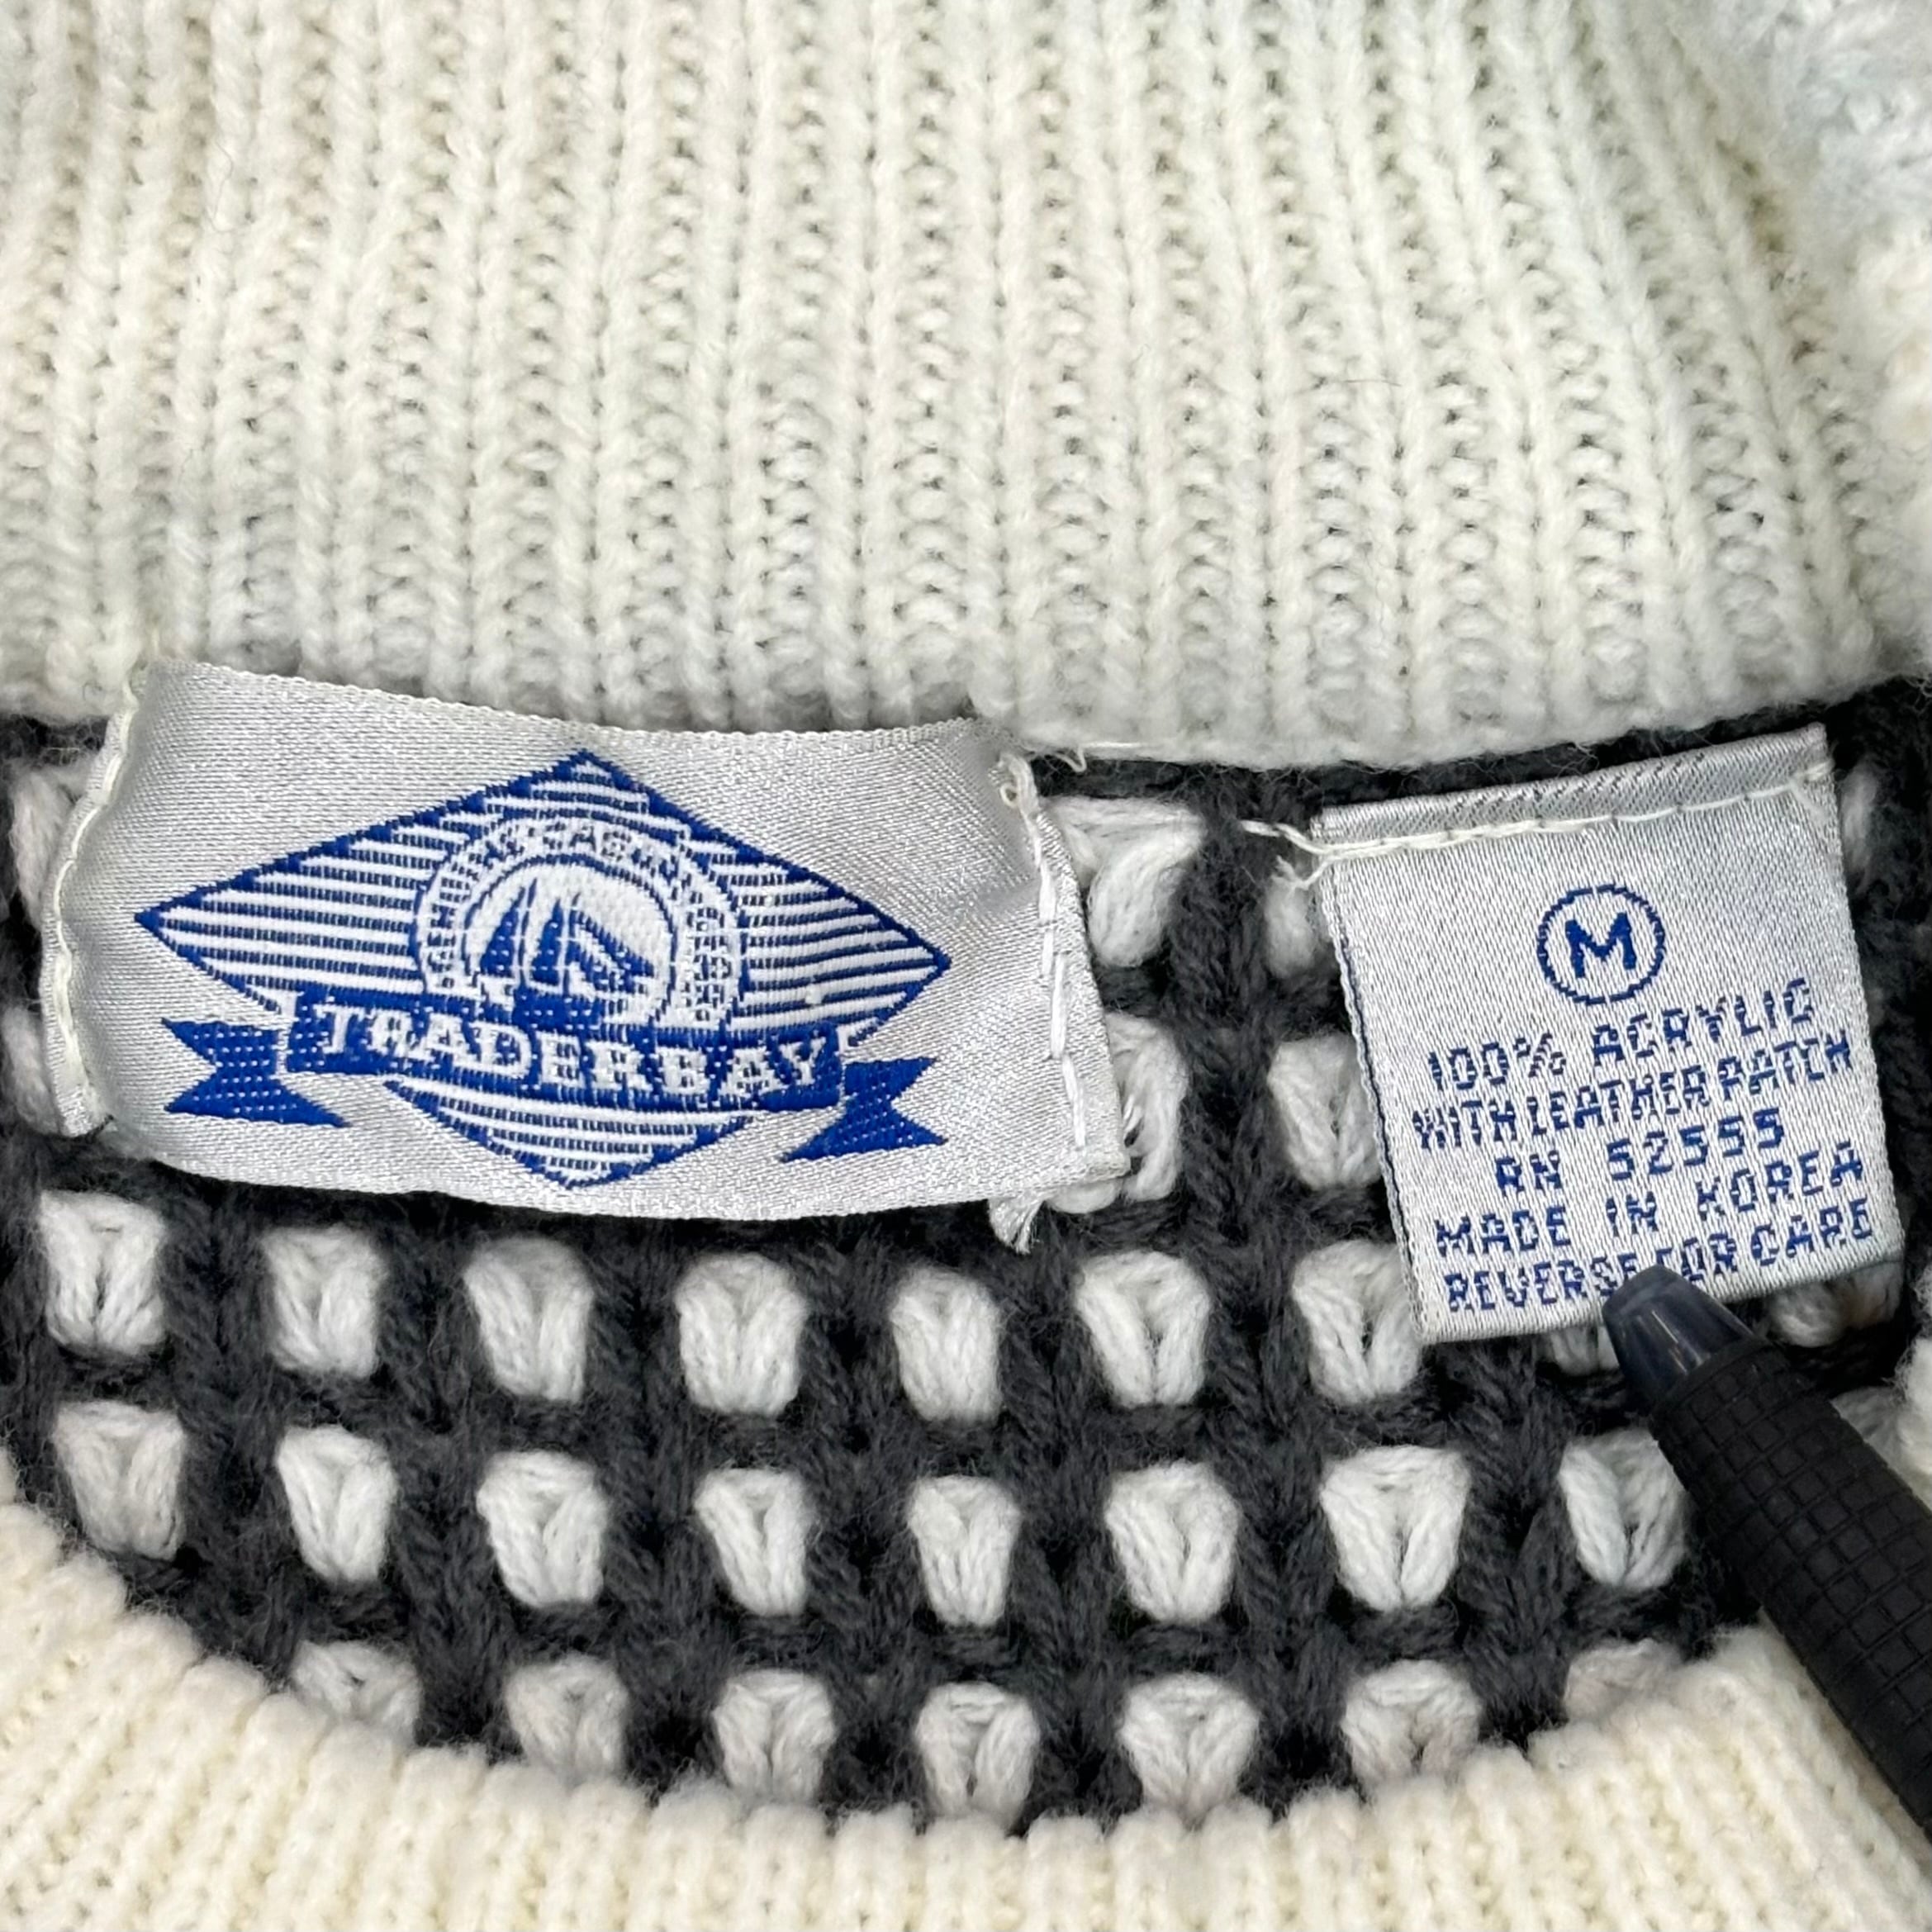 TRADERBAY
M
100% ACRYLIC
WITH LEATHER PATCH
RN 52555
MADE IN KOREA
REVERSE FOR CARE